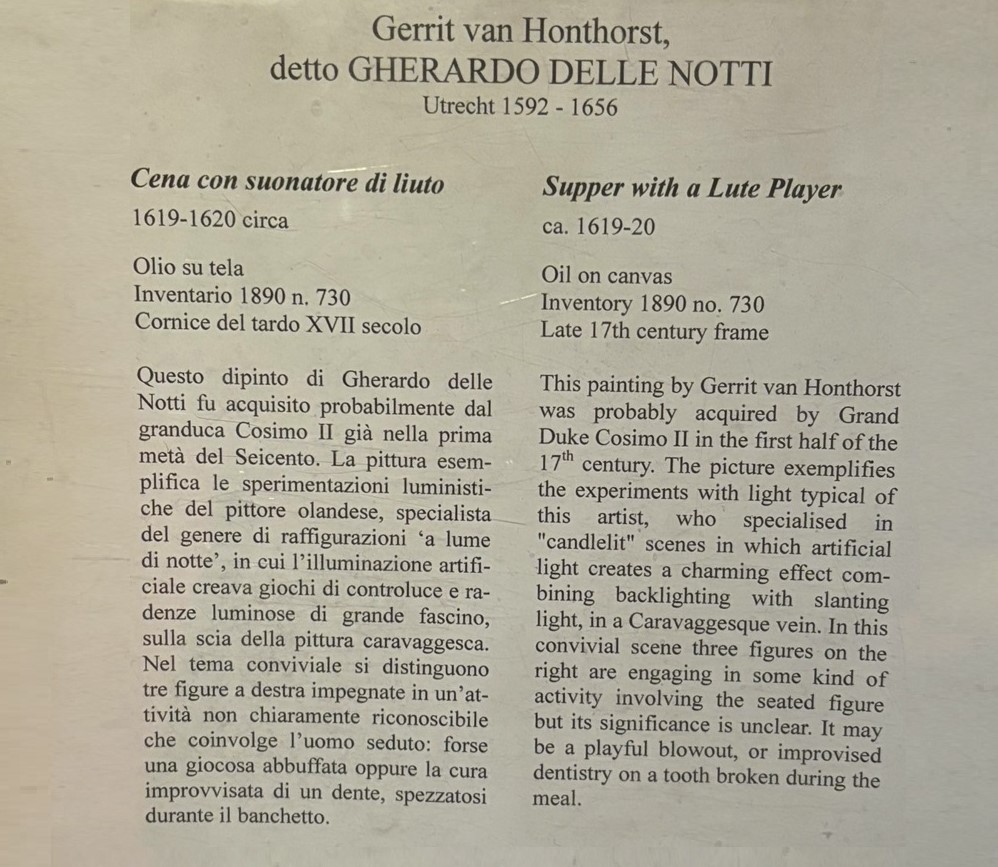 Gerrit van Honthorst,
detto GHERARDO DELLE NOTTI
Utrecht 1592 - 1656
Cena con suonatore di liuto
1619-1620 circa
Olio su tela
Inventario 1890 n. 730
Cornice del tardo XVII secolo
Questo dipinto di Gherardo delle
Notti fu acquisito probabilmente dal
granduca Cosimo II già nella prima
metà del Seicento. La pittura esem-
plifica le sperimentazioni luministi-
che del pittore olandese, specialista
del genere di raffigurazioni ‘a lume
di notte’, in cui l’illuminazione artifi-
ciale creava giochi di controluce e ra-
denze luminose di grande fascino,
sulla scia della pittura caravaggesca.
Nel tema conviviale si distinguono
tre figure a destra impegnate in un’at-
tività non chiaramente riconoscibile
che coinvolge l’uomo seduto: forse
una giocosa abbuffata oppure la cura
improvvisata di un dente, spezzatosi
durante il banchetto.
Supper with a Lute Player
ca. 1619-20
Oil on canvas
Inventory 1890 no. 730
Late 17th century frame
This painting by Gerrit van Honthorst
was probably acquired by Grand
Duke Cosimo II in the first half of the
17th century. The picture exemplifies
the experiments with light typical of
this artist, who specialised in
"candlelit" scenes in which artificial
light creates a charming effect com-
bining backlighting with slanting
light, in a Caravaggesque vein. In this
convivial scene three figures on the
right are engaging in some kind of
activity involving the seated figure
but its significance is unclear. It may
be a playful blowout, or improvised
dentistry on a tooth broken during the
meal.